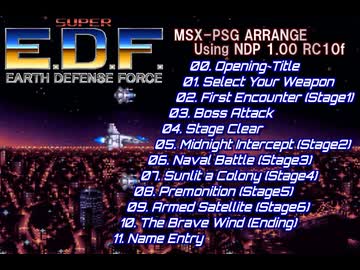 SUPER
E.D.F.
EARTH DEFENSE FORCE
MSX-PSG ARRANGE
Using NDP 1.00 RC10f
00. Opening-Title
01. Select Your Weapon
02. First Encounter (Stage1)
03. Boss Attack
04. Stage Clear
05. Midnight Intercept (Stage2)
06. Naval Battle (Stage3)
07. Sunlit a Colony (Stage4)
08. Premonition (Stage5)
09. Armed Satellite (Stage6)
10. The Brave Wind (Ending)
11. Name Entry